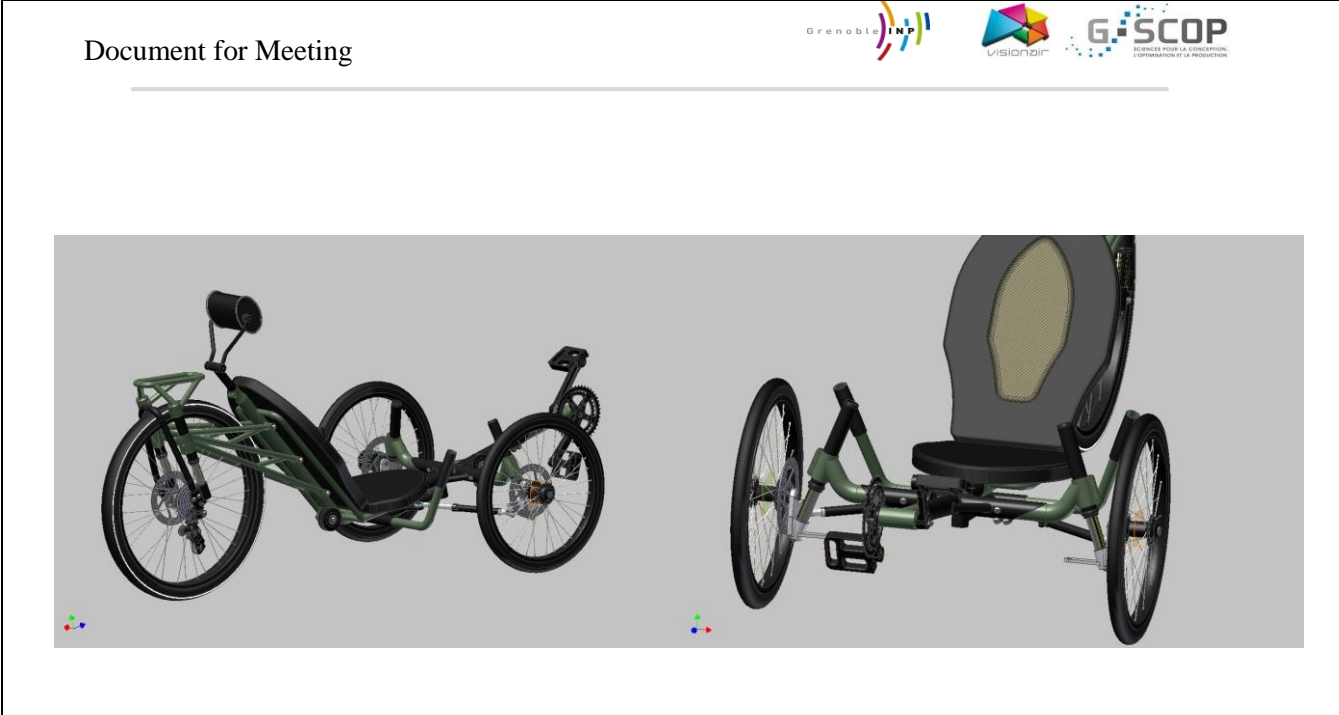 Document for Meeting
Grenoble INP
visionair
G-SCOP
SCIENCES POUR LA CONCEPTION,
L'OPTIMISATION ET LA PRODUCTION